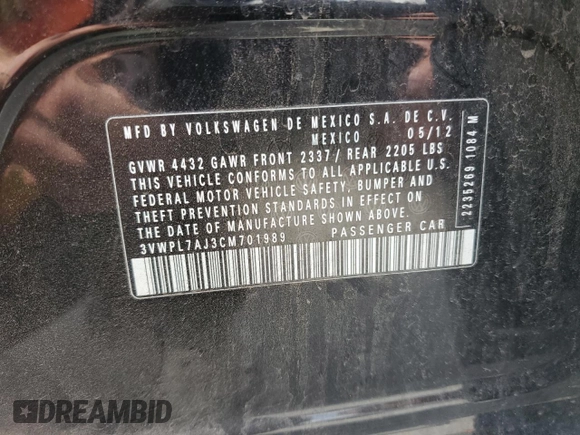 MFD BY VOLKSWAGEN DE MEXICO S.A. DE C.V.
MEXICO 05/12
GVWR 4432 GAWR FRONT 2337/ REAR 2205 LBS
THIS VEHICLE CONFORMS TO ALL APPLICABLE U.S.
FEDERAL MOTOR VEHICLE SAFETY, BUMPER AND
THEFT PREVENTION STANDARDS IN EFFECT ON
THE DATE OF MANUFACTURE SHOWN ABOVE.
3VWPL7AJ3CM701989 PASSENGER CAR
2235269 1084 M
DREAMBID